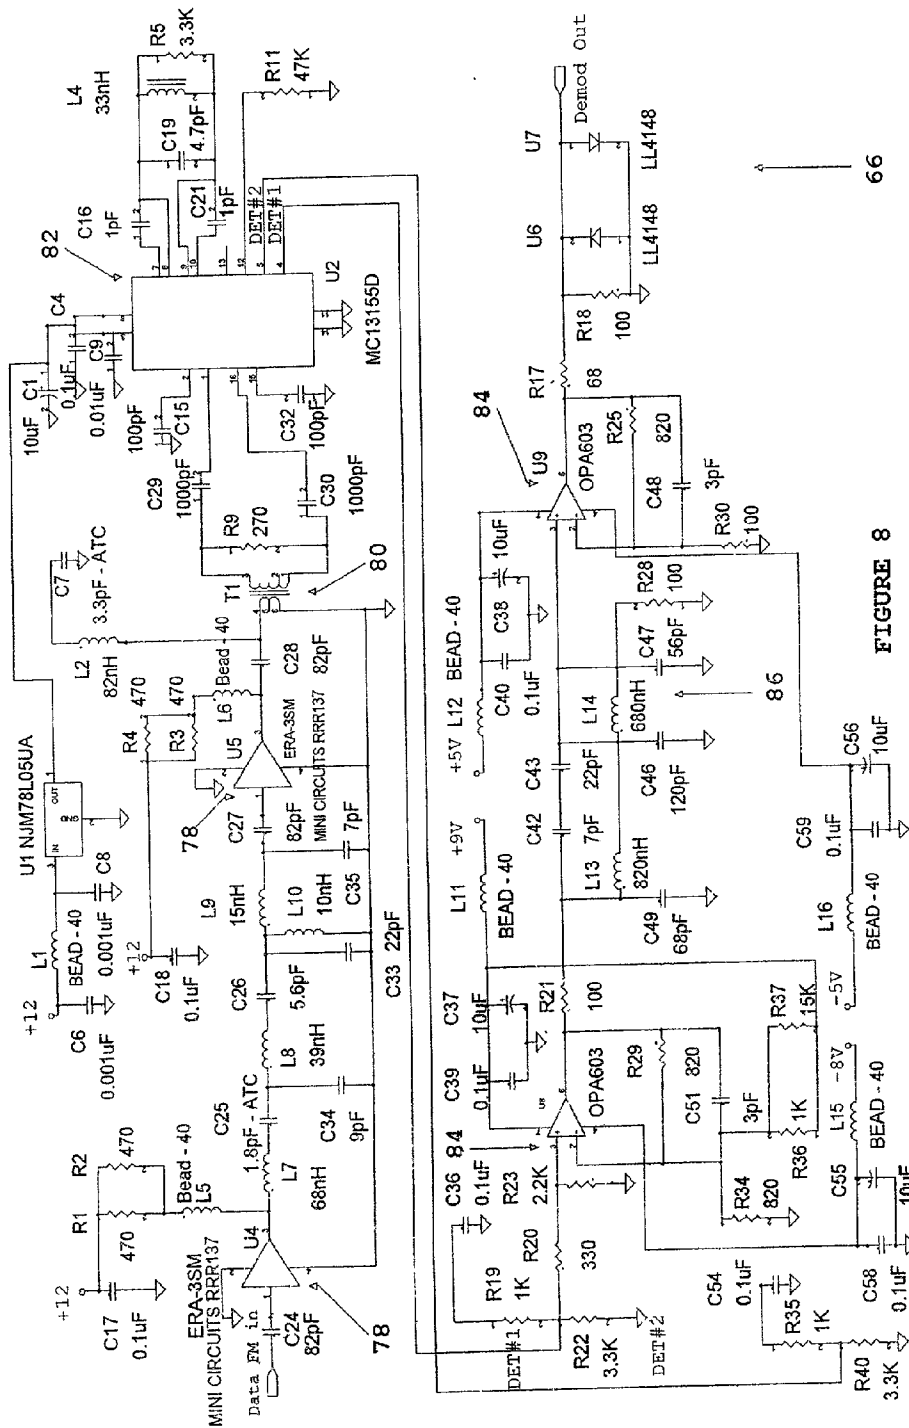 +12
R1
R2
470
470
C17
0.1uF
Bead - 40
L5
ERA-3SM
MINI CIRCUITS RRR137
U4
Data FM in
C24
82pF
78
L7
68nH
C25
1.8pF - ATC
C34
9pF
L8
39nH
C26
5.6pF
C33
22pF
L9
15nH
L10
10nH
C35
7pF
C27
82pF
78
U5
ERA-3SM
MINI CIRCUITS RRR137
+12
L1
BEAD - 40
C6
0.001uF
C8
0.001uF
U1 NJM78L05UA
IN
OUT
GND
+12
C18
0.1uF
R4
470
R3
470
L6
Bead - 40
L2
82nH
C7
3.3pF - ATC
C28
82pF
T1
80
R9
270
C29
1000pF
C30
1000pF
C15
100pF
C32
100pF
C1
10uF
C4
0.1uF
C9
0.01uF
82
U2
MC13155D
C16
1pF
C21
1pF
C19
4.7pF
L4
33nH
R5
3.3K
R11
47K
DET#2
DET#1
DET#1
R19
1K
C36
0.1uF
R22
3.3K
DET#2
R20
330
R23
2.2K
84
U8
OPA603
C39
0.1uF
C37
10uF
L11
BEAD - 40
+9V
R21
100
R29
820
C51
3pF
R34
820
R36
1K
R37
15K
L15
-8V
BEAD - 40
C55
10uF
C58
0.1uF
C54
0.1uF
R35
1K
R40
3.3K
C42
7pF
C43
22pF
L13
820nH
L14
680nH
C49
68pF
C46
120pF
C47
56pF
R28
100
86
+5V
L12
BEAD - 40
C40
0.1uF
C38
10uF
84
U9
OPA603
R25
820
C48
3pF
R30
100
-5V
L16
BEAD - 40
C59
0.1uF
C56
10uF
R17
68
R18
100
U6
LL4148
U7
LL4148
Demod Out
66
FIGURE 8